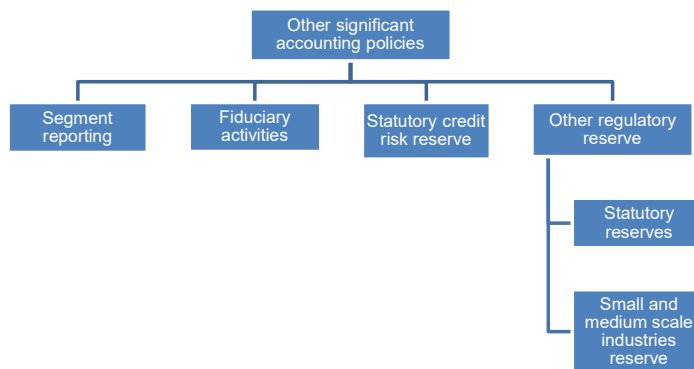 Other significant
accounting policies
Segment
reporting
Fiduciary
activities
Statutory credit
risk reserve
Other regulatory
reserve
Statutory
reserves
Small and
medium scale
industries
reserve